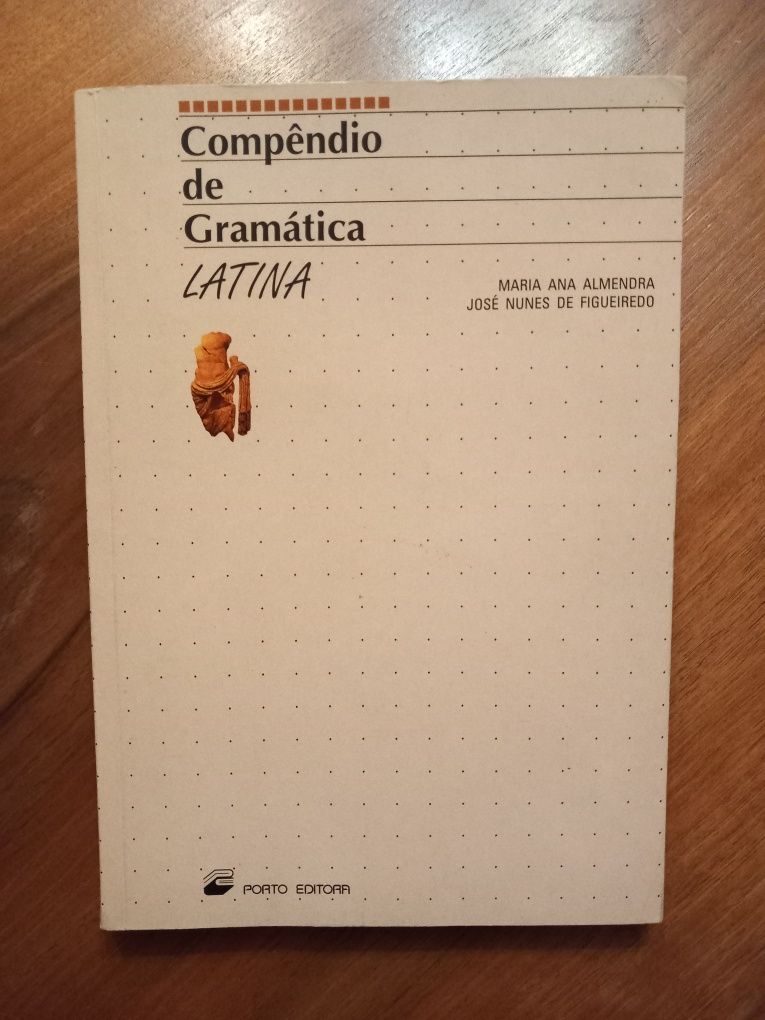 Compêndio
de
Gramática
LATINA
MARIA ANA ALMENDRA
JOSÉ NUNES DE FIGUEIREDO
PORTO EDITORA